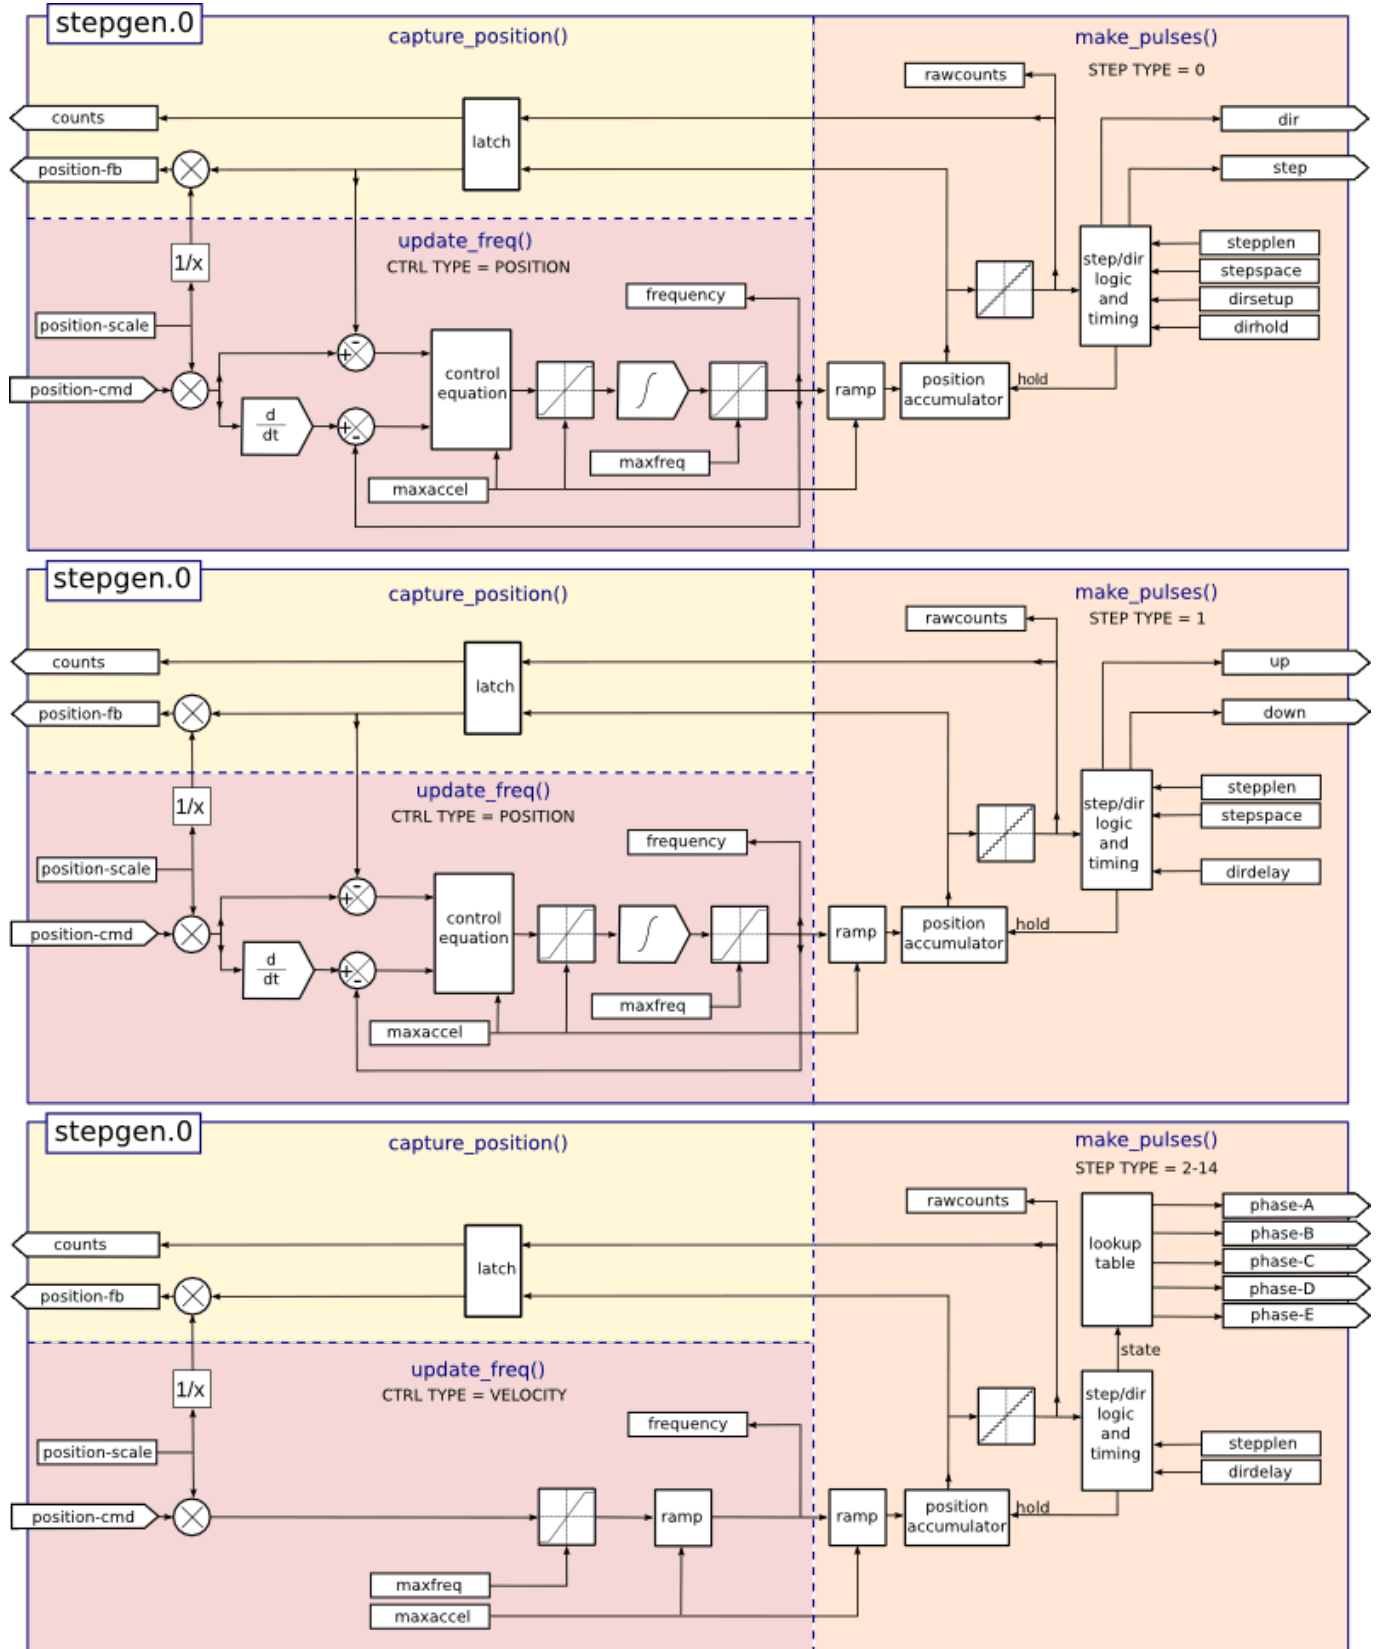 stepgen.0
capture_position()
make_pulses()
STEP TYPE = 0
rawcounts
counts
latch
dir
position-fb
step
update_freq()
CTRL TYPE = POSITION
1/x
frequency
step/dir
logic
and
timing
stepplen
stepspace
dirsetup
dirhold
position-scale
+
-
control
equation
position-cmd
d
dt
+
-
∫
ramp
position
accumulator
hold
maxfreq
maxaccel
stepgen.0
capture_position()
make_pulses()
STEP TYPE = 1
rawcounts
counts
latch
up
position-fb
down
update_freq()
CTRL TYPE = POSITION
1/x
frequency
step/dir
logic
and
timing
stepplen
stepspace
dirdelay
position-scale
+
-
control
equation
position-cmd
d
dt
+
-
∫
ramp
position
accumulator
hold
maxfreq
maxaccel
stepgen.0
capture_position()
make_pulses()
STEP TYPE = 2-14
rawcounts
lookup
table
phase-A
phase-B
phase-C
phase-D
phase-E
counts
latch
position-fb
state
update_freq()
CTRL TYPE = VELOCITY
1/x
frequency
step/dir
logic
and
timing
stepplen
dirdelay
position-scale
position-cmd
ramp
ramp
position
accumulator
hold
maxfreq
maxaccel